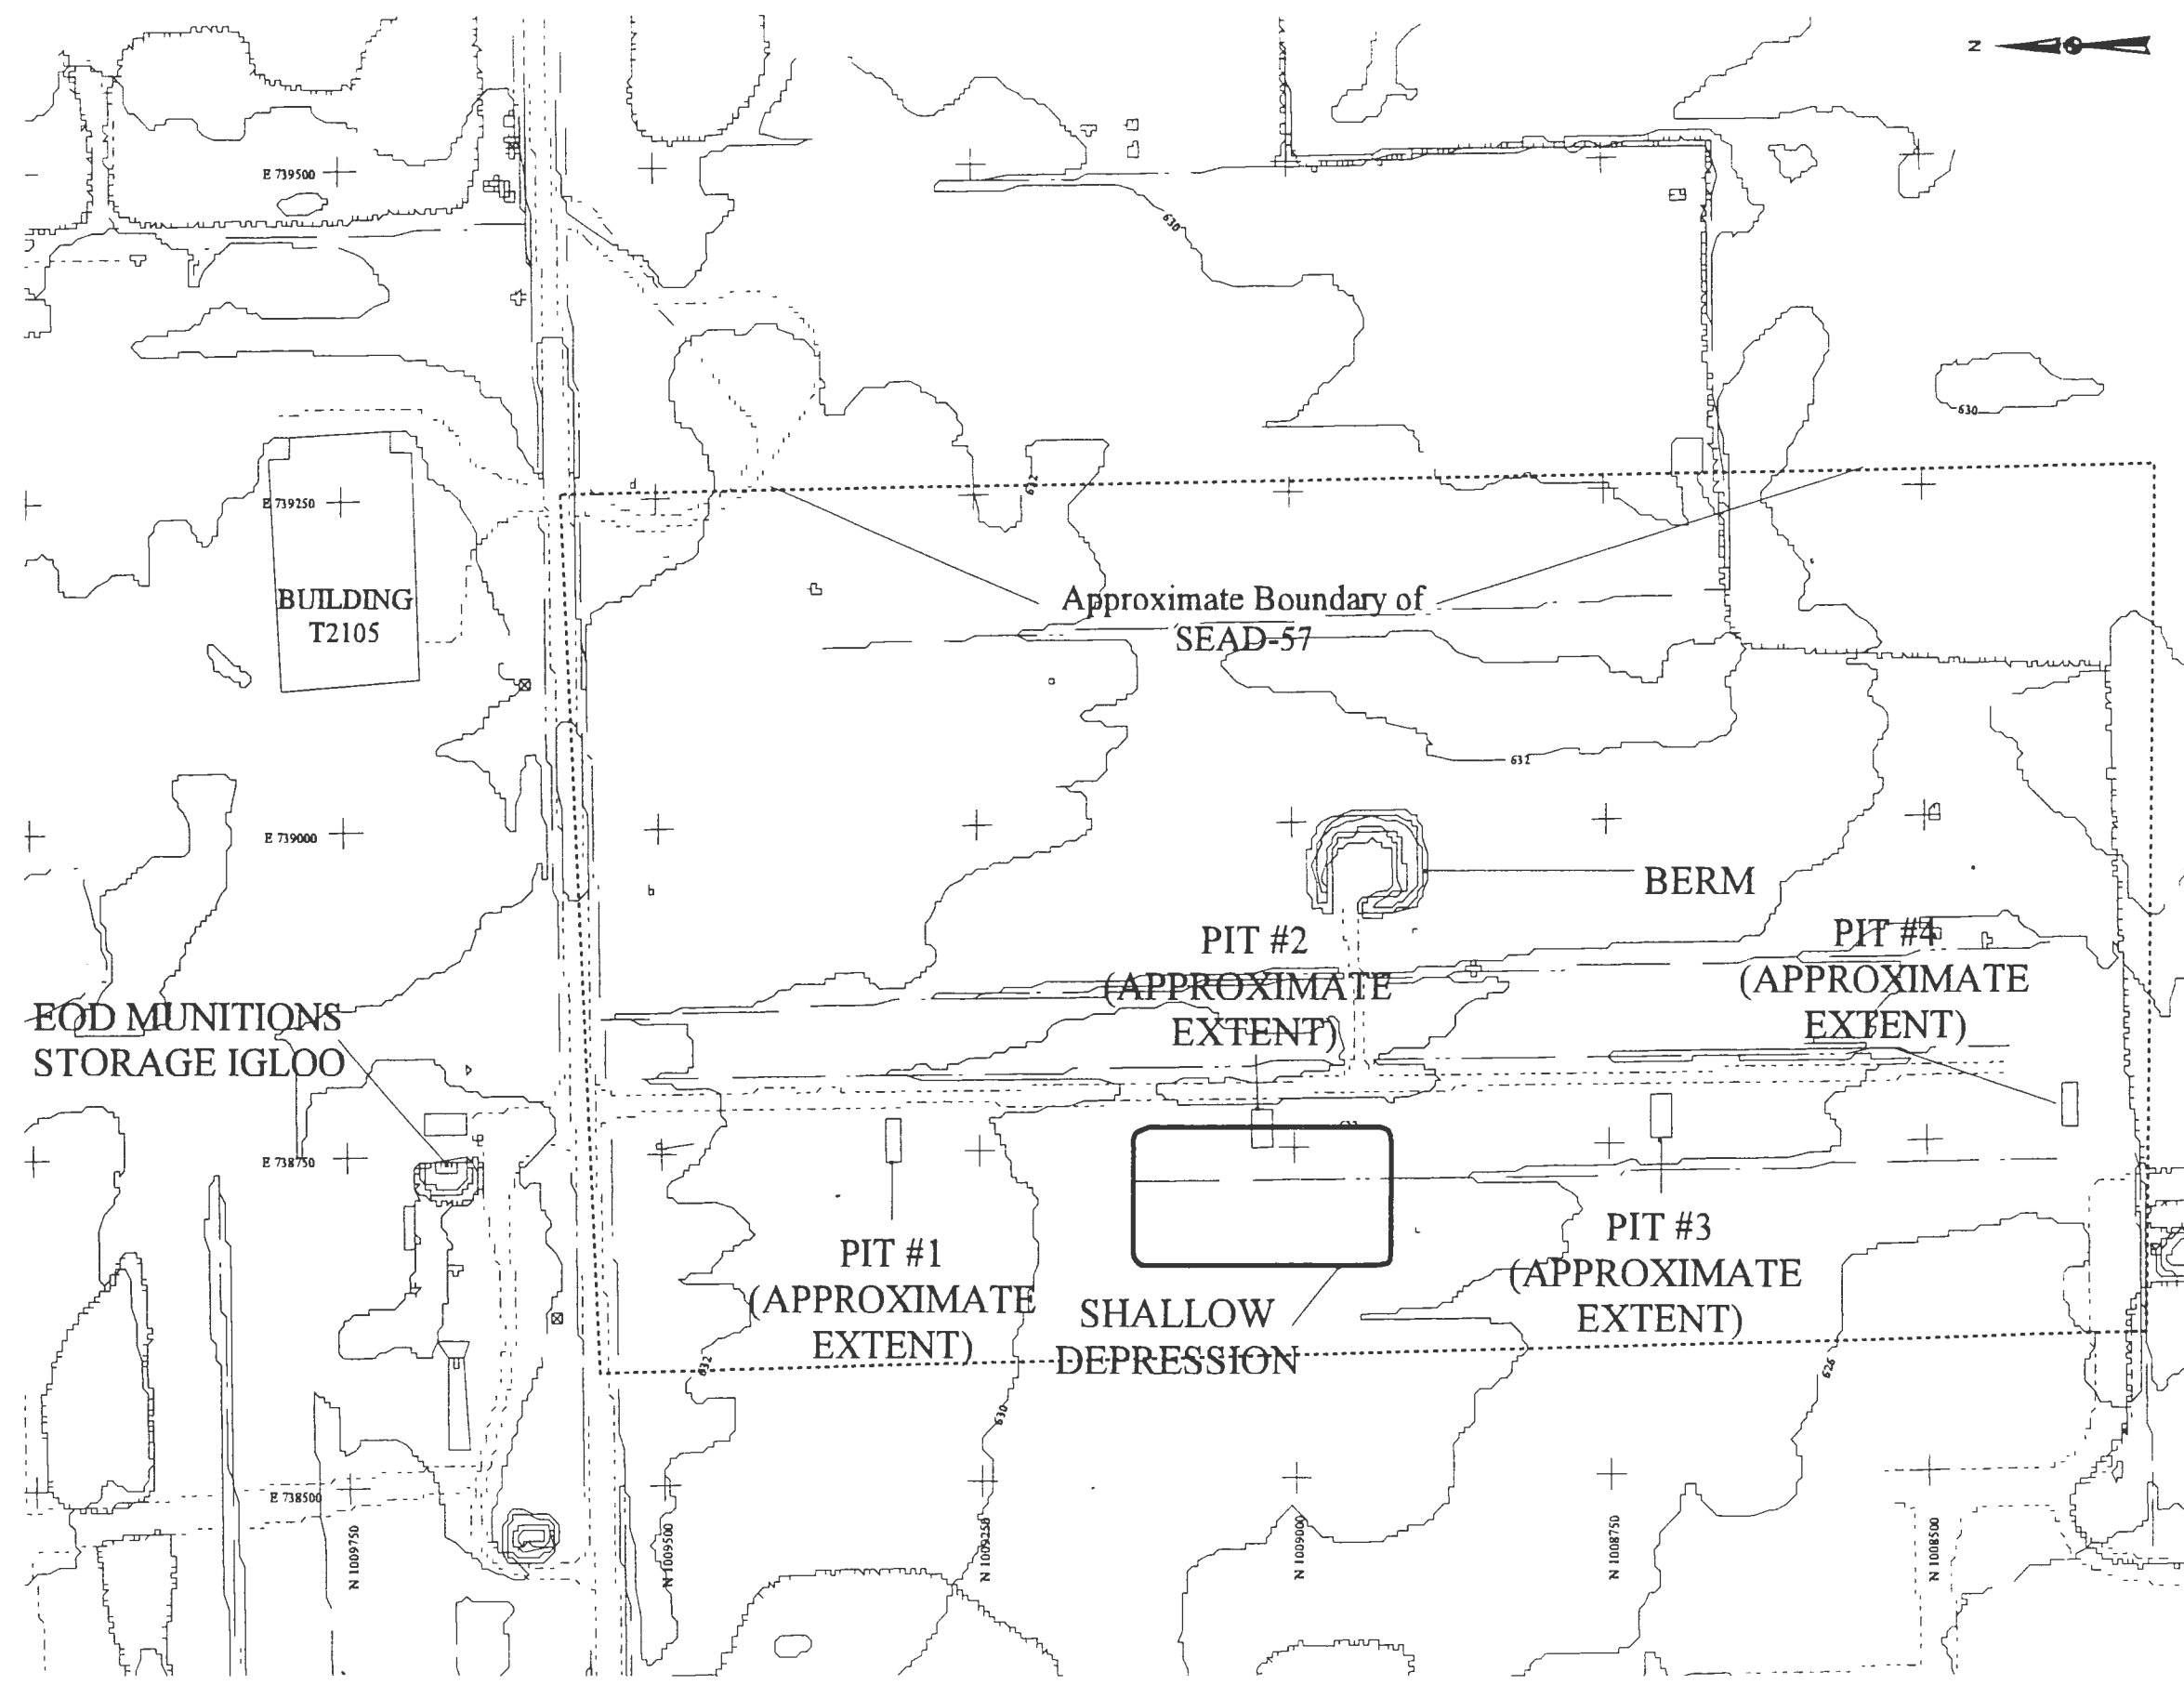 N
E 739500
630
630
E 739250
632
BUILDING
T2105
Approximate Boundary of
SEAD-57
632
E 739000
BERM
PIT #2
(APPROXIMATE
EXTENT)
PIT #4
(APPROXIMATE
EXTENT)
EOD MUNITIONS
STORAGE IGLOO
E 738750
PIT #1
(APPROXIMATE
EXTENT)
SHALLOW
DEPRESSION
PIT #3
(APPROXIMATE
EXTENT)
632
630
626
E 738500
N 1009750
N 1009500
N 1009250
N 1009000
N 1008750
N 1008500